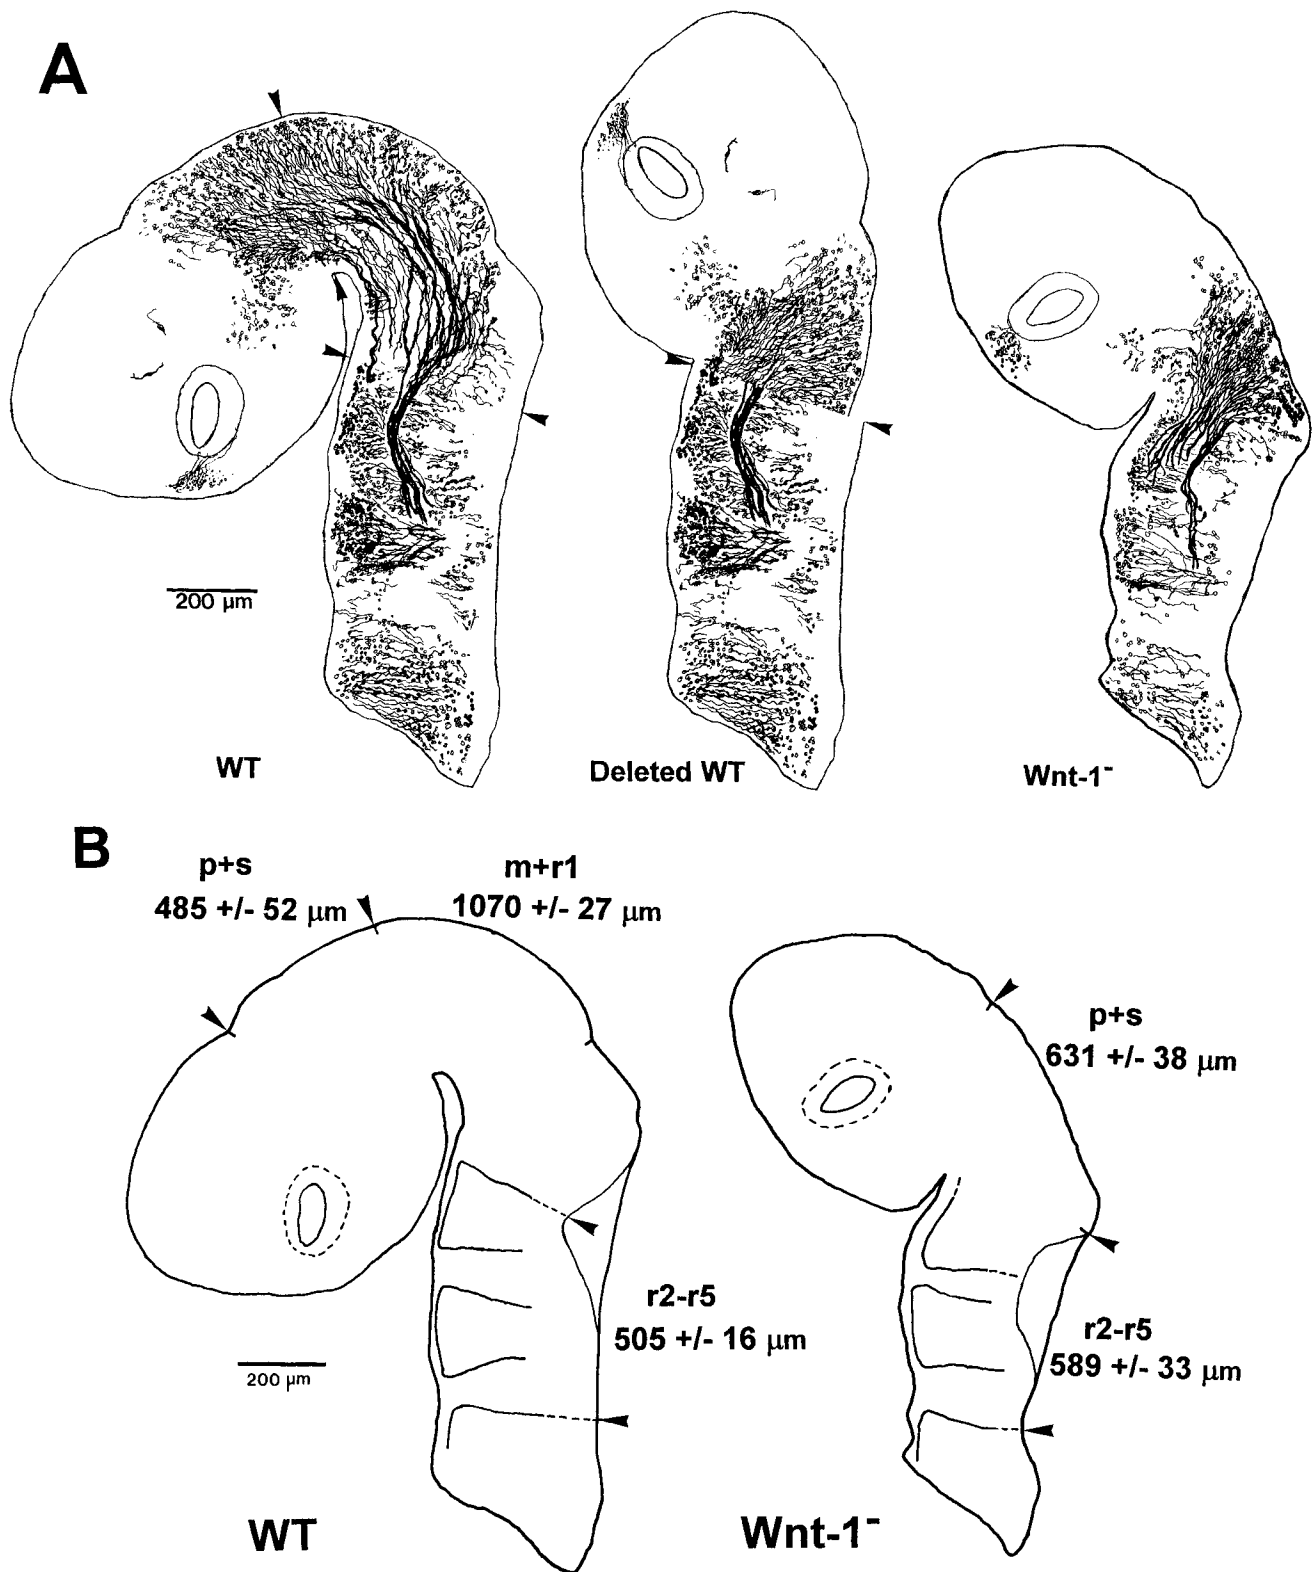 A
200 μm
WT
Deleted WT
Wnt-1⁻
B
p+s
485 +/- 52 μm
m+r1
1070 +/- 27 μm
p+s
631 +/- 38 μm
r2-r5
505 +/- 16 μm
r2-r5
589 +/- 33 μm
200 μm
WT
Wnt-1⁻